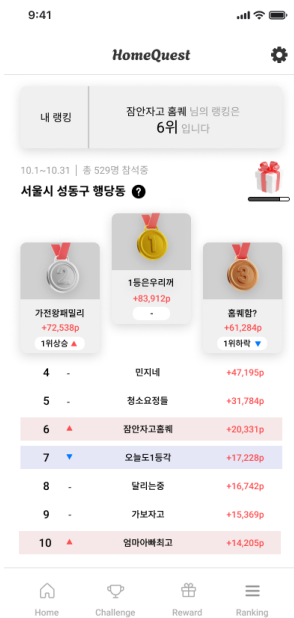 9:41
HomeQuest
내 랭킹
잠안자고 홈퀘 님의 랭킹은
6위 입니다
10.1~10.31 | 총 529명 참석중
서울시 성동구 행당동 ?
2
1
3
1등은우리꺼
+83,912p
-
가전왕패밀리
+72,538p
1위상승 ▲
홈퀘함?
+61,284p
1위하락 ▼
4 - 민지네 +47,195p
5 - 청소요정들 +31,784p
6 ▲ 잠안자고홈퀘 +20,331p
7 ▼ 오늘도1등각 +17,228p
8 - 달리는중 +16,742p
9 - 가보자고 +15,369p
10 ▲ 엄마아빠최고 +14,205p
Home Challenge Reward Ranking